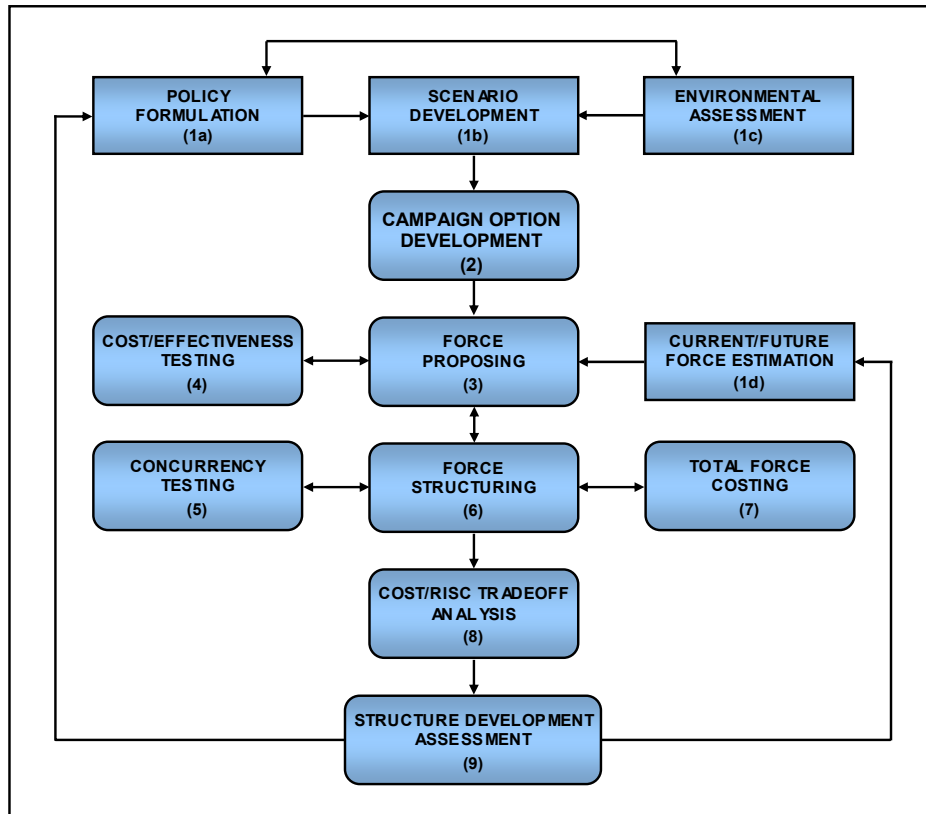 POLICY
FORMULATION
(1a)
SCENARIO
DEVELOPMENT
(1b)
ENVIRONMENTAL
ASSESSMENT
(1c)
CAMPAIGN OPTION
DEVELOPMENT
(2)
COST/EFFECTIVENESS
TESTING
(4)
FORCE
PROPOSING
(3)
CURRENT/FUTURE
FORCE ESTIMATION
(1d)
CONCURRENCY
TESTING
(5)
FORCE
STRUCTURING
(6)
TOTAL FORCE
COSTING
(7)
COST/RISC TRADEOFF
ANALYSIS
(8)
STRUCTURE DEVELOPMENT
ASSESSMENT
(9)